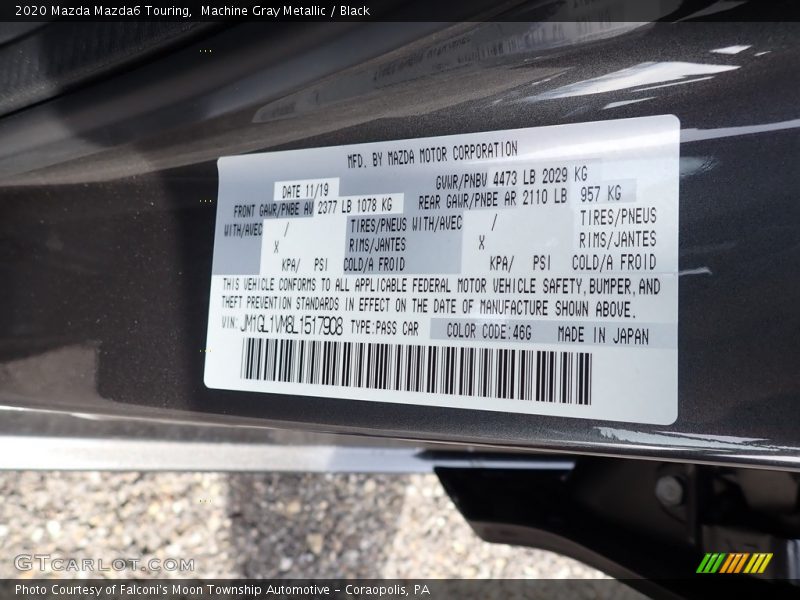 2020 Mazda Mazda6 Touring,  Machine Gray Metallic / Black
MFD. BY MAZDA MOTOR CORPORATION
DATE 11/19 GVWR/PNBV 4473 LB 2029 KG
FRONT GAWR/PNBE AV 2377 LB 1078 KG REAR GAWR/PNBE AR 2110 LB 957 KG
WITH/AVEC / TIRES/PNEUS WITH/AVEC / TIRES/PNEUS
X RIMS/JANTES X RIMS/JANTES
KPA/ PSI COLD/A FROID KPA/ PSI COLD/A FROID
THIS VEHICLE CONFORMS TO ALL APPLICABLE FEDERAL MOTOR VEHICLE SAFETY, BUMPER, AND
THEFT PREVENTION STANDARDS IN EFFECT ON THE DATE OF MANUFACTURE SHOWN ABOVE.
VIN: JM1GL1VM8L1517908 TYPE:PASS CAR COLOR CODE:46G MADE IN JAPAN
GTCARLOT.COM
Photo Courtesy of Falconi's Moon Township Automotive – Coraopolis, PA